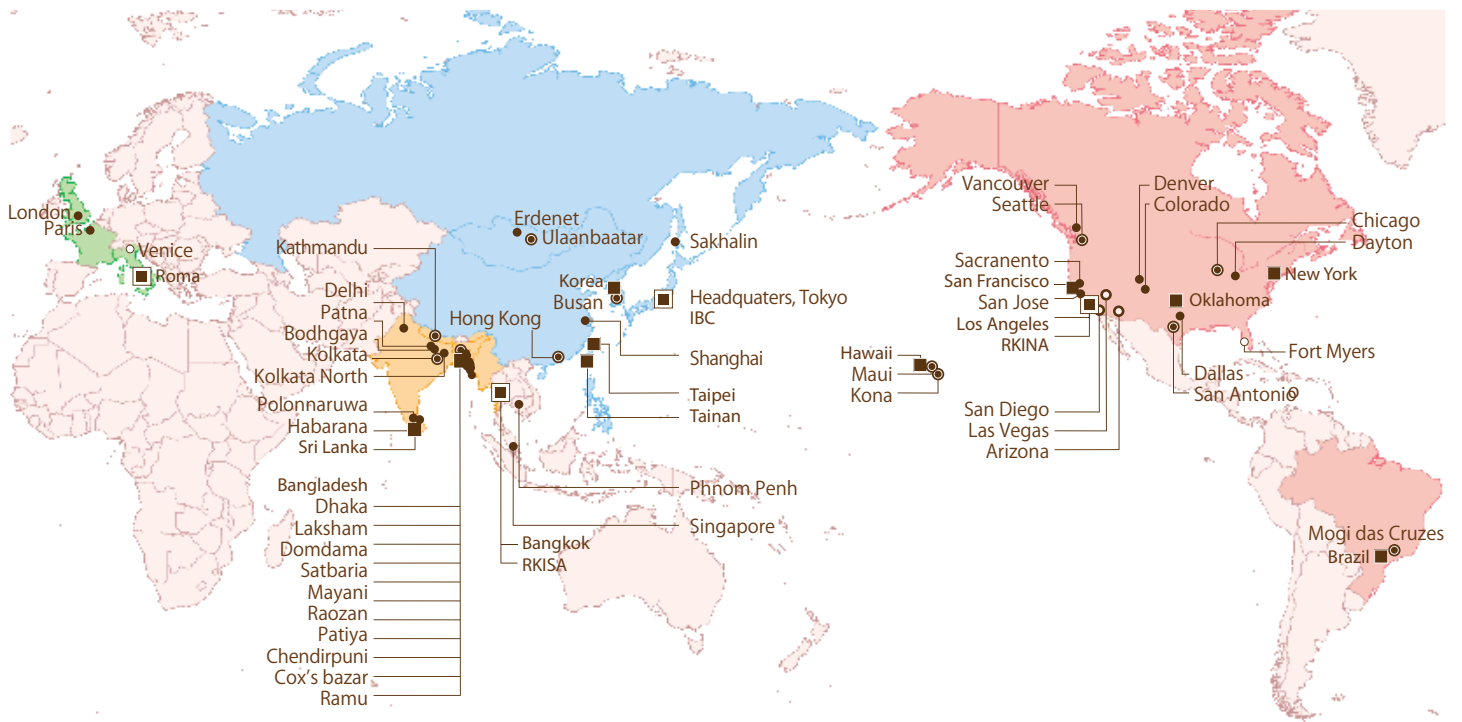 London
Paris
Venice
Roma
Kathmandu
Delhi
Patna
Bodhgaya
Kolkata
Kolkata North
Polonnaruwa
Habarana
Sri Lanka
Bangladesh
Dhaka
Laksham
Domdama
Satbaria
Mayani
Raozan
Patiya
Chendirpuni
Cox's bazar
Ramu
Erdenet
Ulaanbaatar
Sakhalin
Korea
Busan
Hong Kong
Headquaters, Tokyo
IBC
Shanghai
Taipei
Tainan
Phnom Penh
Singapore
Bangkok
RKISA
Hawaii
Maui
Kona
Vancouver
Seattle
Sacranento
San Francisco
San Jose
Los Angeles
RKINA
San Diego
Las Vegas
Arizona
Denver
Colorado
Chicago
Dayton
New York
Oklahoma
Fort Myers
Dallas
San Antonio
Mogi das Cruzes
Brazil